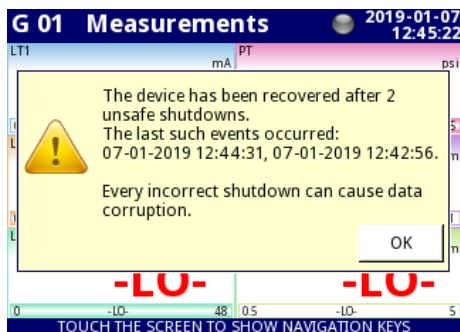 G 01 Measurements 2019-01-07
12:45:22
LT1 PT
mA psi
The device has been recovered after 2
unsafe shutdowns.
The last such events occurred:
07-01-2019 12:44:31, 07-01-2019 12:42:56.
Every incorrect shutdown can cause data
corruption.
OK
-LO- -LO-
0 -LO- 48 0.5 -LO- 5
TOUCH THE SCREEN TO SHOW NAVIGATION KEYS